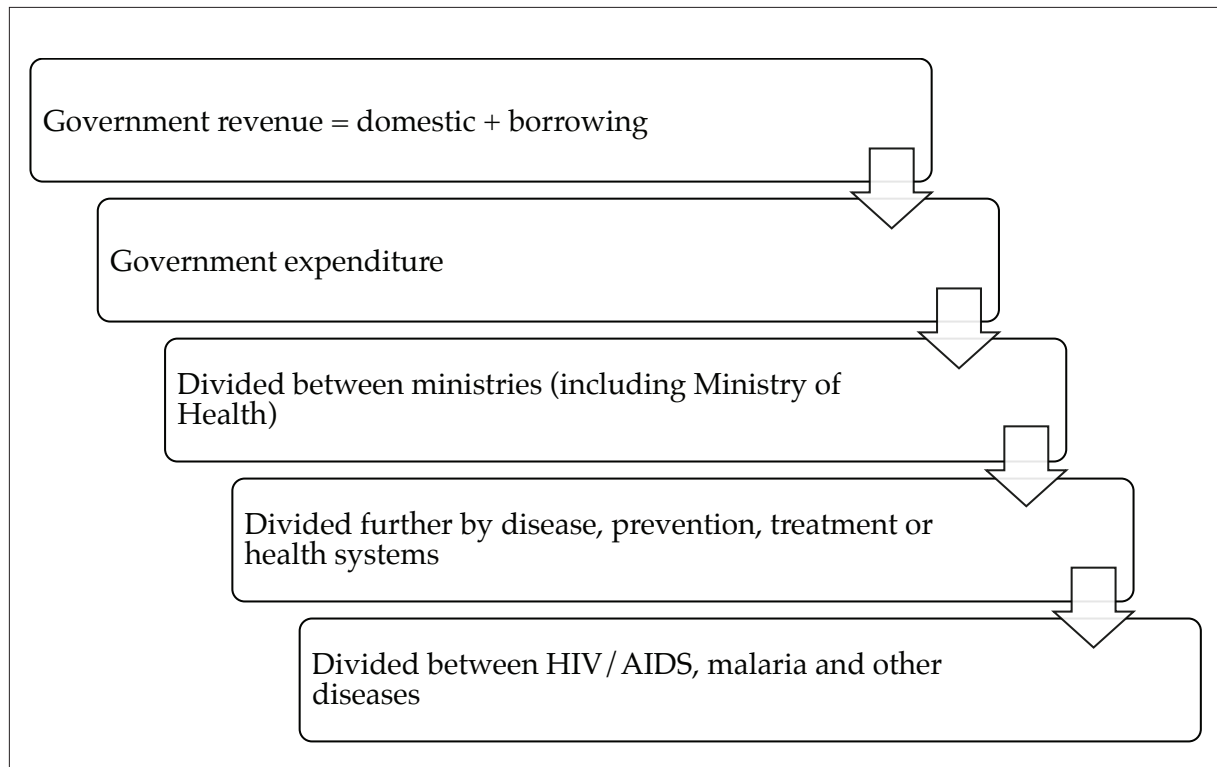 Government revenue = domestic + borrowing
Government expenditure
Divided between ministries (including Ministry of
Health)
Divided further by disease, prevention, treatment or
health systems
Divided between HIV/AIDS, malaria and other
diseases